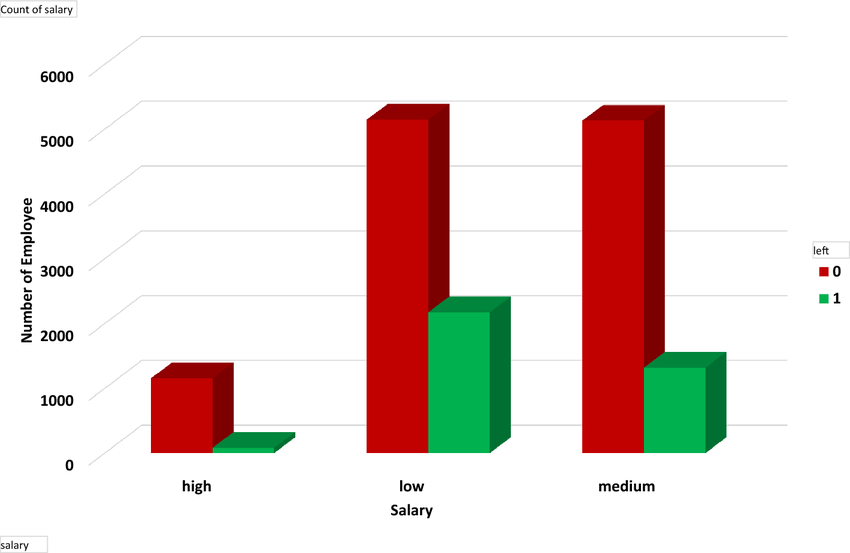 Count of salary
6000
5000
4000
3000
2000
1000
0
Number of Employee
high
low
medium
Salary
left
0
1
salary